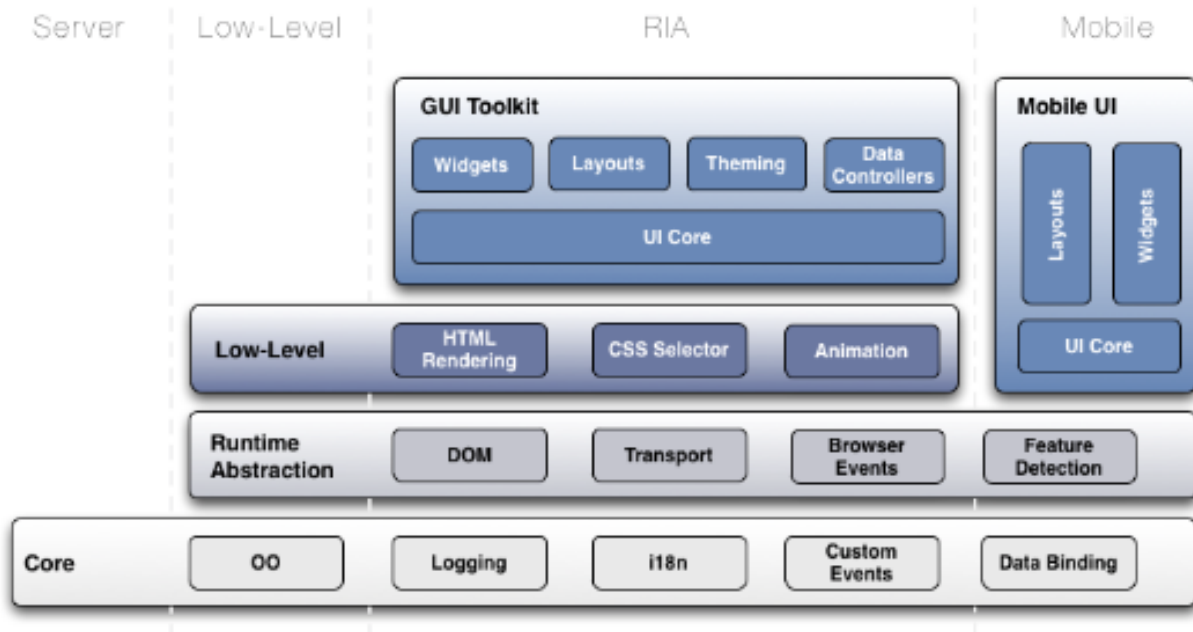 Server
Low-Level
RIA
Mobile
GUI Toolkit
Widgets
Layouts
Theming
Data
Controllers
UI Core
Mobile UI
Layouts
Widgets
UI Core
Low-Level
HTML
Rendering
CSS Selector
Animation
Runtime
Abstraction
DOM
Transport
Browser
Events
Feature
Detection
Core
OO
Logging
i18n
Custom
Events
Data Binding